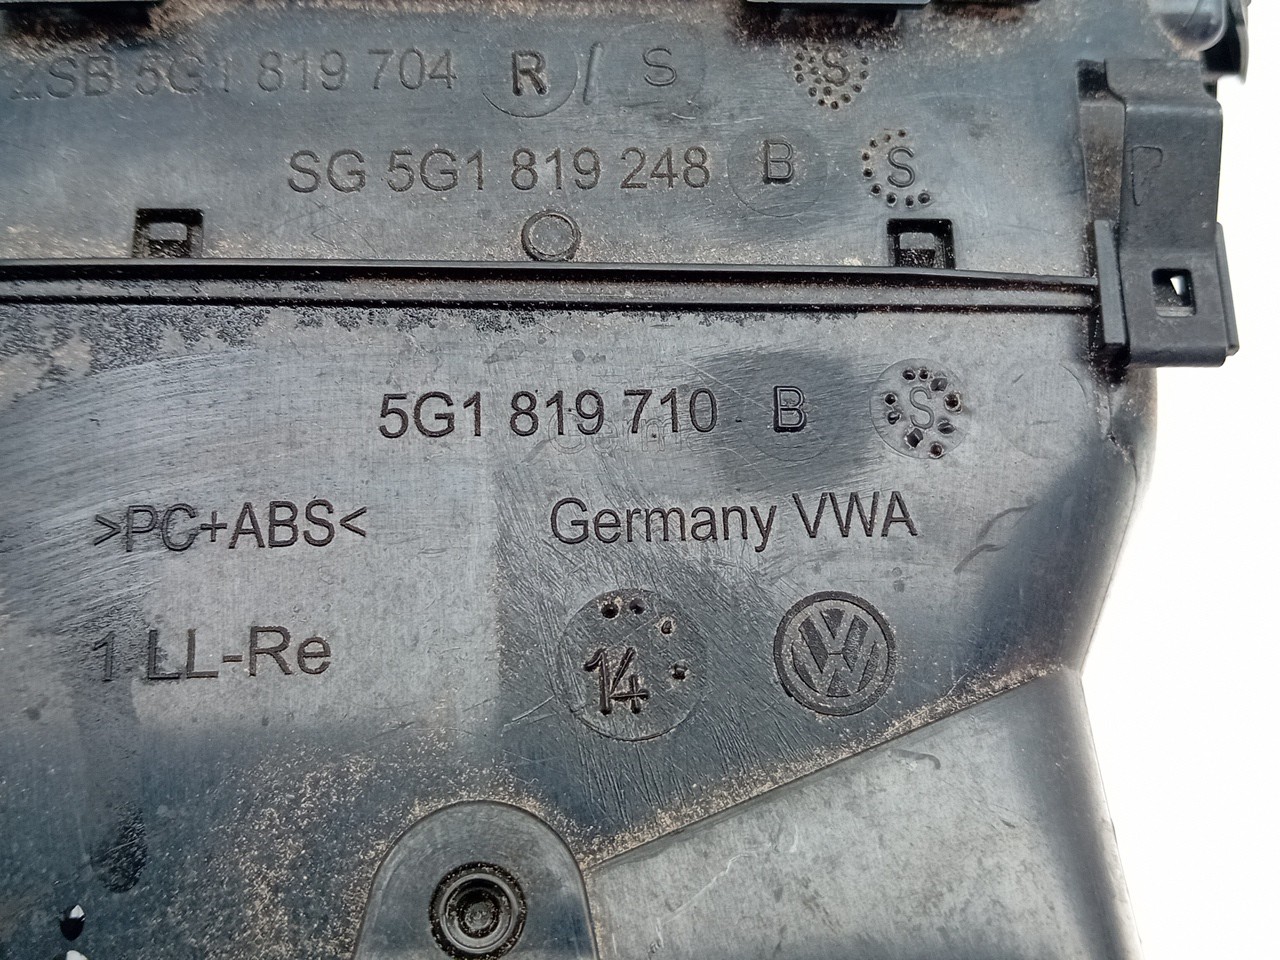 ZSB 5G1 819 704 R / S S
SG 5G1 819 248 B S
5G1 819 710 B S
>PC+ABS<
Germany VWA
1 LL-Re
14
VW